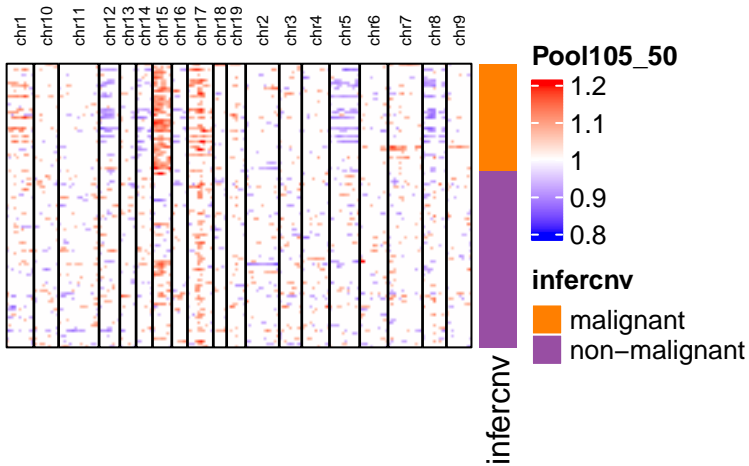 chr1 chr10 chr11 chr12 chr13 chr14 chr15 chr16 chr17 chr18 chr19 chr2 chr3 chr4 chr5 chr6 chr7 chr8 chr9
Pool105_50
1.2
1.1
1
0.9
0.8
infercnv
malignant
non−malignant
infercnv